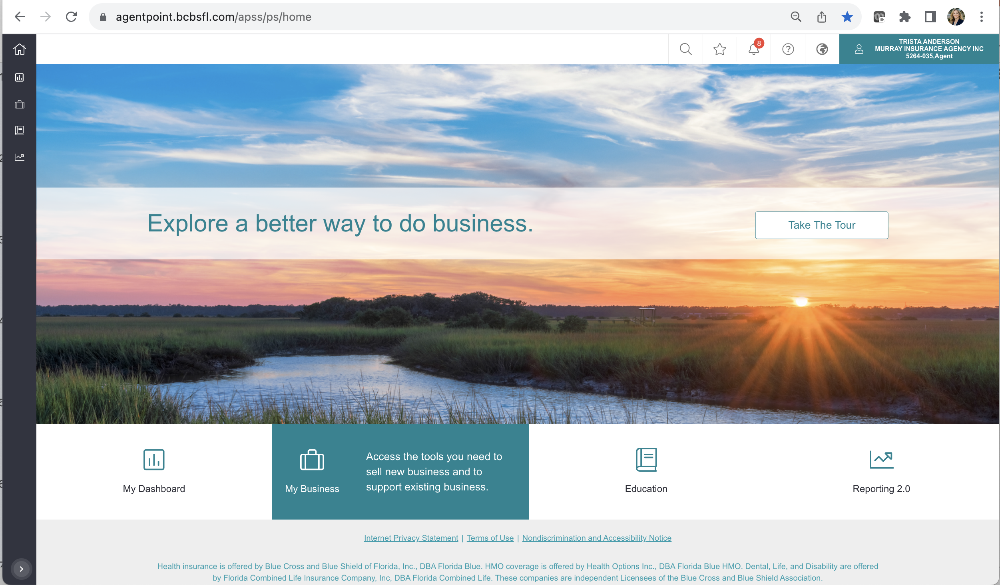 agentpoint.bcbsfl.com/apss/ps/home
8
TRISTA ANDERSON
MURRAY INSURANCE AGENCY INC
5264-035,Agent
Explore a better way to do business.
Take The Tour
My Dashboard
My Business
Access the tools you need to
sell new business and to
support existing business.
Education
Reporting 2.0
Internet Privacy Statement | Terms of Use | Nondiscrimination and Accessibility Notice
Health insurance is offered by Blue Cross and Blue Shield of Florida, Inc., DBA Florida Blue. HMO coverage is offered by Health Options Inc., DBA Florida Blue HMO. Dental, Life, and Disability are offered
by Florida Combined Life Insurance Company, Inc, DBA Florida Combined Life. These companies are independent Licensees of the Blue Cross and Blue Shield Association.